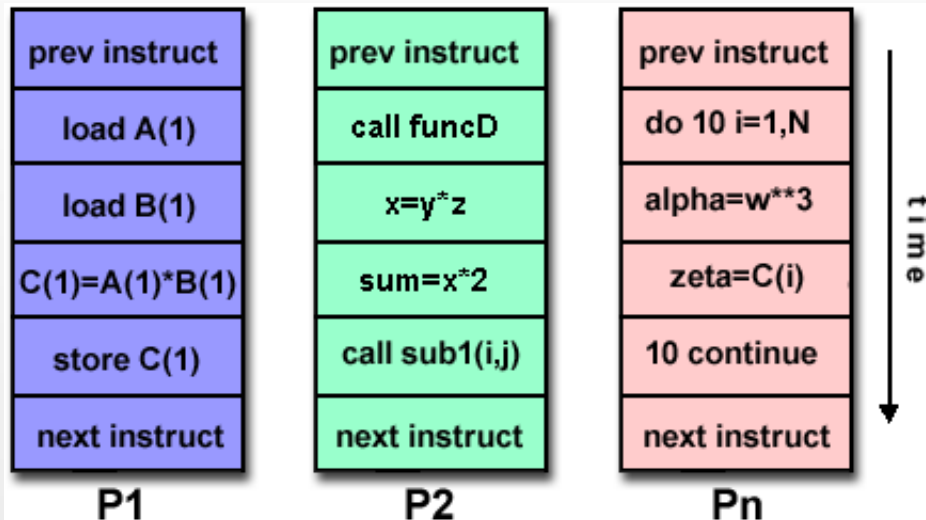 prev instruct
load A(1)
load B(1)
C(1)=A(1)*B(1)
store C(1)
next instruct
P1
prev instruct
call funcD
x=y*z
sum=x*2
call sub1(i,j)
next instruct
P2
prev instruct
do 10 i=1,N
alpha=w**3
zeta=C(i)
10 continue
next instruct
Pn
time